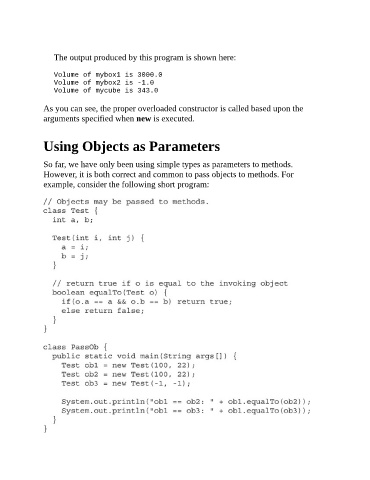 The output produced by this program is shown here:
Volume of mybox1 is 3000.0
Volume of mybox2 is -1.0
Volume of mycube is 343.0
As you can see, the proper overloaded constructor is called based upon the
arguments specified when new is executed.
Using Objects as Parameters
So far, we have only been using simple types as parameters to methods.
However, it is both correct and common to pass objects to methods. For
example, consider the following short program:
// Objects may be passed to methods.
class Test {
  int a, b;
  Test(int i, int j) {
    a = i;
    b = j;
  }
  // return true if o is equal to the invoking object
  boolean equalTo(Test o) {
    if(o.a == a && o.b == b) return true;
    else return false;
  }
}
class PassOb {
  public static void main(String args[]) {
    Test ob1 = new Test(100, 22);
    Test ob2 = new Test(100, 22);
    Test ob3 = new Test(-1, -1);
    System.out.println("ob1 == ob2: " + ob1.equalTo(ob2));
    System.out.println("ob1 == ob3: " + ob1.equalTo(ob3));
  }
}